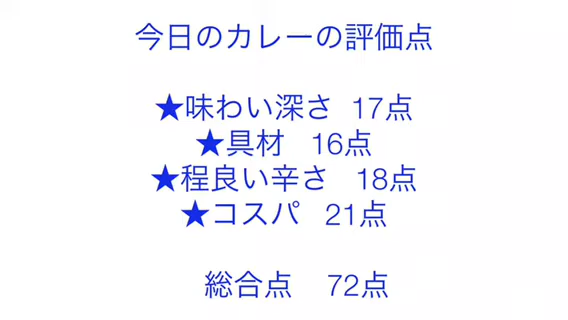 今日のカレーの評価点
★味わい深さ 17点
★具材 16点
★程良い辛さ 18点
★コスパ 21点
総合点 72点